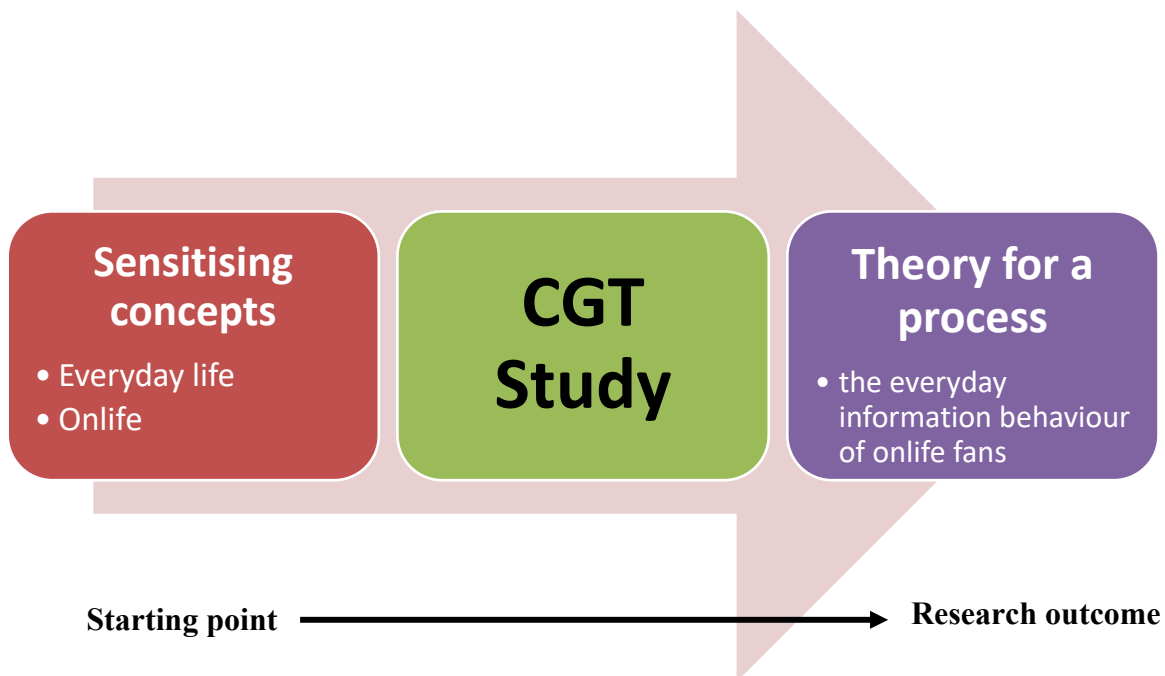 Sensitising
concepts
• Everyday life
• Onlife
CGT
Study
Theory for a
process
• the everyday
information behaviour
of onlife fans
Starting point
Research outcome